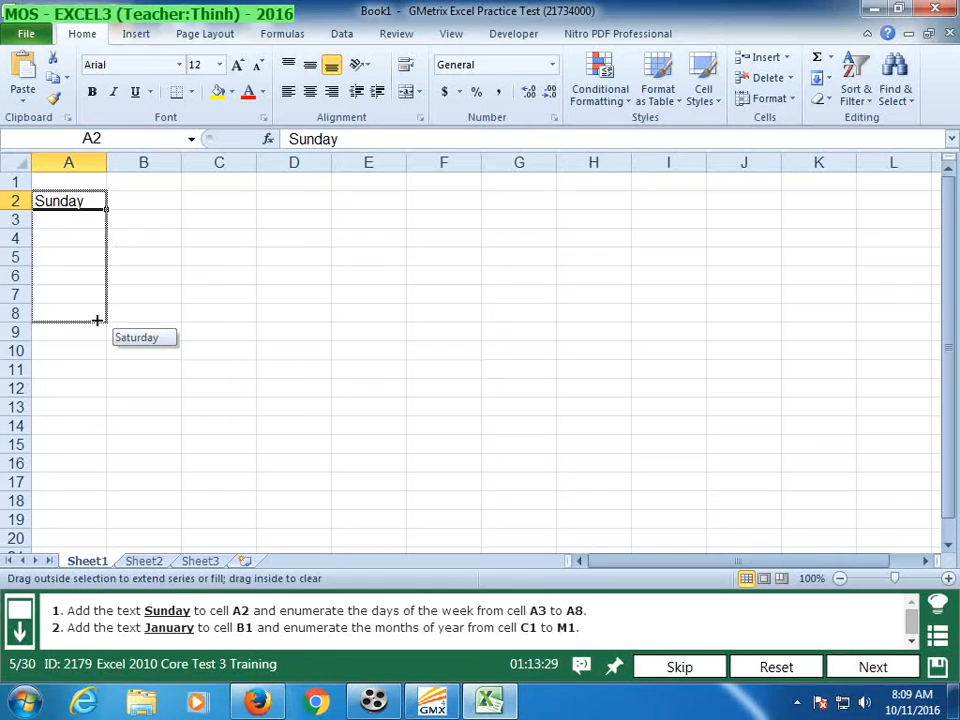 MOS - EXCEL3 (Teacher:Thinh) - 2016
Book1 - GMetrix Excel Practice Test (21734000)
File Home Insert Page Layout Formulas Data Review View Developer Nitro PDF Professional
Paste
Clipboard
Arial 12
B I U
A
Font
Alignment
General
$ % ,
Number
Conditional Formatting
Format as Table
Cell Styles
Styles
Insert
Delete
Format
Cells
Σ
Sort & Filter
Find & Select
Editing
A2 fx Sunday
A B C D E F G H I J K L
1
2 Sunday
3
4
5
6
7
8
9 Saturday
10
11
12
13
14
15
16
17
18
19
20
Sheet1 Sheet2 Sheet3
Drag outside selection to extend series or fill; drag inside to clear 100%
1. Add the text Sunday to cell A2 and enumerate the days of the week from cell A3 to A8.
2. Add the text January to cell B1 and enumerate the months of year from cell C1 to M1.
5/30 ID: 2179 Excel 2010 Core Test 3 Training 01:13:29 Skip Reset Next
GMX
8:09 AM
10/11/2016